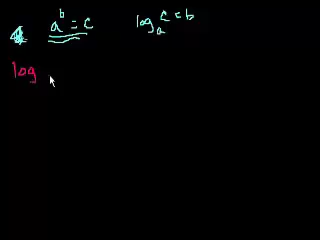 a^b = c    log_a c = b
log